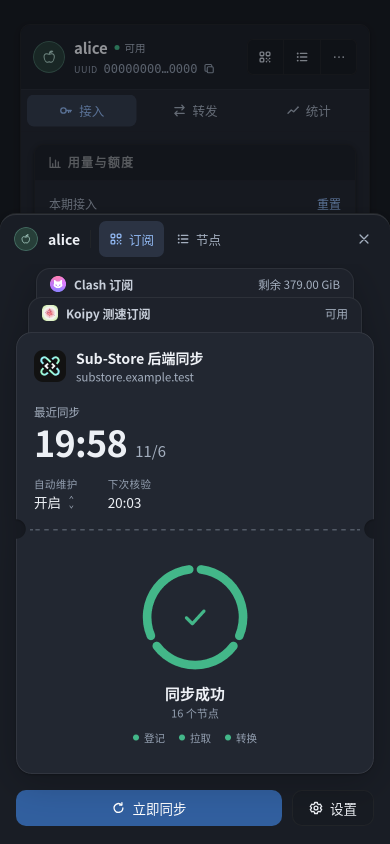 alice 可用
UUID 00000000…0000
接入 转发 统计
用量与额度
本期接入 重置
alice 订阅 节点
Clash 订阅 剩余 379.00 GiB
Koipy 测速订阅 可用
Sub-Store 后端同步
substore.example.test
最近同步
19:58 11/6
自动维护 下次核验
开启 20:03
同步成功
16 个节点
登记 拉取 转换
立即同步 设置